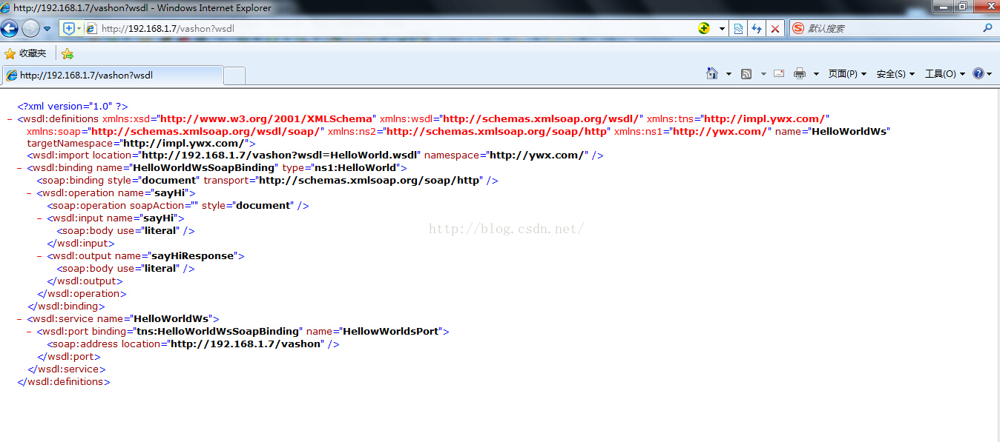 http://192.168.1.7/vashon?wsdl - Windows Internet Explorer
http://192.168.1.7/vashon?wsdl
默认搜索
收藏夹
http://192.168.1.7/vashon?wsdl
页面(P)
安全(S)
工具(O)
<?xml version="1.0" ?>
- <wsdl:definitions xmlns:xsd="http://www.w3.org/2001/XMLSchema" xmlns:wsdl="http://schemas.xmlsoap.org/wsdl/" xmlns:tns="http://impl.ywx.com/"
xmlns:soap="http://schemas.xmlsoap.org/wsdl/soap/" xmlns:ns2="http://schemas.xmlsoap.org/soap/http" xmlns:ns1="http://ywx.com/" name="HelloWorldWs"
targetNamespace="http://impl.ywx.com/">
<wsdl:import location="http://192.168.1.7/vashon?wsdl=HelloWorld.wsdl" namespace="http://ywx.com/" />
- <wsdl:binding name="HelloWorldWsSoapBinding" type="ns1:HelloWorld">
<soap:binding style="document" transport="http://schemas.xmlsoap.org/soap/http" />
- <wsdl:operation name="sayHi">
<soap:operation soapAction="" style="document" />
- <wsdl:input name="sayHi">
<soap:body use="literal" />
</wsdl:input>
- <wsdl:output name="sayHiResponse">
<soap:body use="literal" />
</wsdl:output>
</wsdl:operation>
</wsdl:binding>
- <wsdl:service name="HelloWorldWs">
- <wsdl:port binding="tns:HelloWorldWsSoapBinding" name="HellowWorldsPort">
<soap:address location="http://192.168.1.7/vashon" />
</wsdl:port>
</wsdl:service>
</wsdl:definitions>
http://blog.csdn.net/